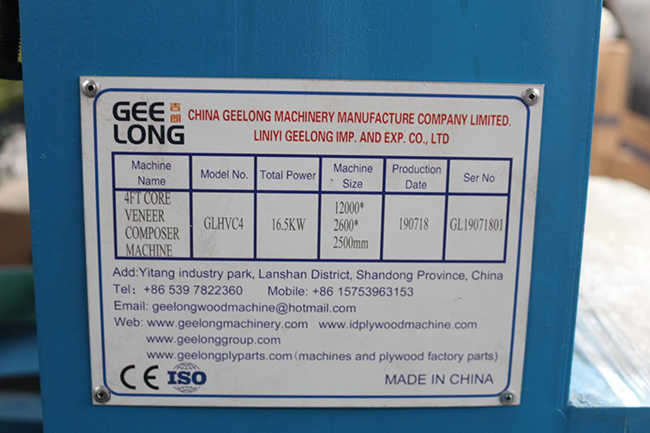 GEE 吉朗
LONG
CHINA GEELONG MACHINERY MANUFACTURE COMPANY LIMITED.
LINIYI GEELONG IMP. AND EXP. CO., LTD
Machine Name Model No. Total Power Machine Size Production Date Ser No
4FT CORE VENEER COMPOSER MACHINE GLHVC4 16.5KW 12000* 2600* 2500mm 190718 GL19071801
Add:Yitang industry park, Lanshan District, Shandong Province, China
Tel: +86 539 7822360 Mobile: +86 15753963153
Email: geelongwoodmachine@hotmail.com
Web: www.geelongmachinery.com www.idplywoodmachine.com
www.geelonggroup.com
www.geelongplyparts.com (machines and plywood factory parts)
CE ISO MADE IN CHINA